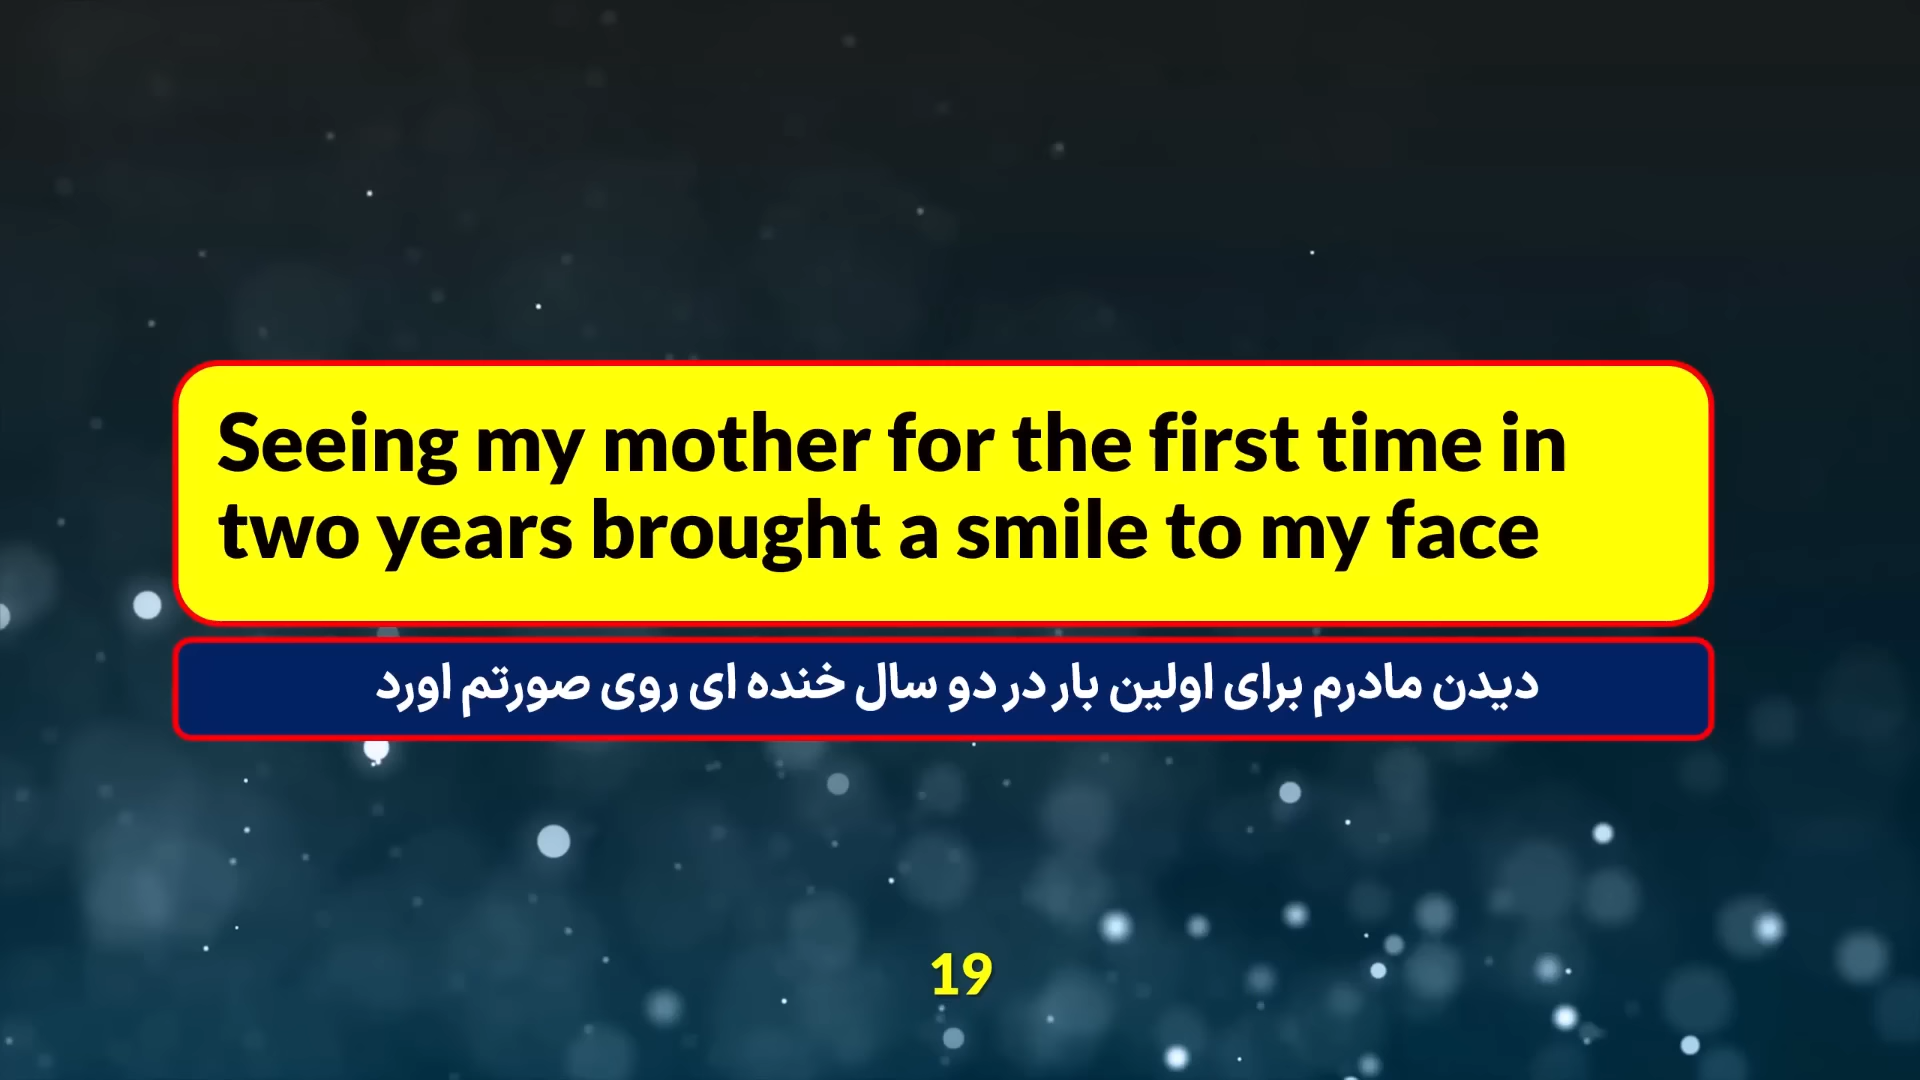 Seeing my mother for the first time in
two years brought a smile to my face
دیدن مادرم برای اولین بار در دو سال خنده ای روی صورتم اورد
19